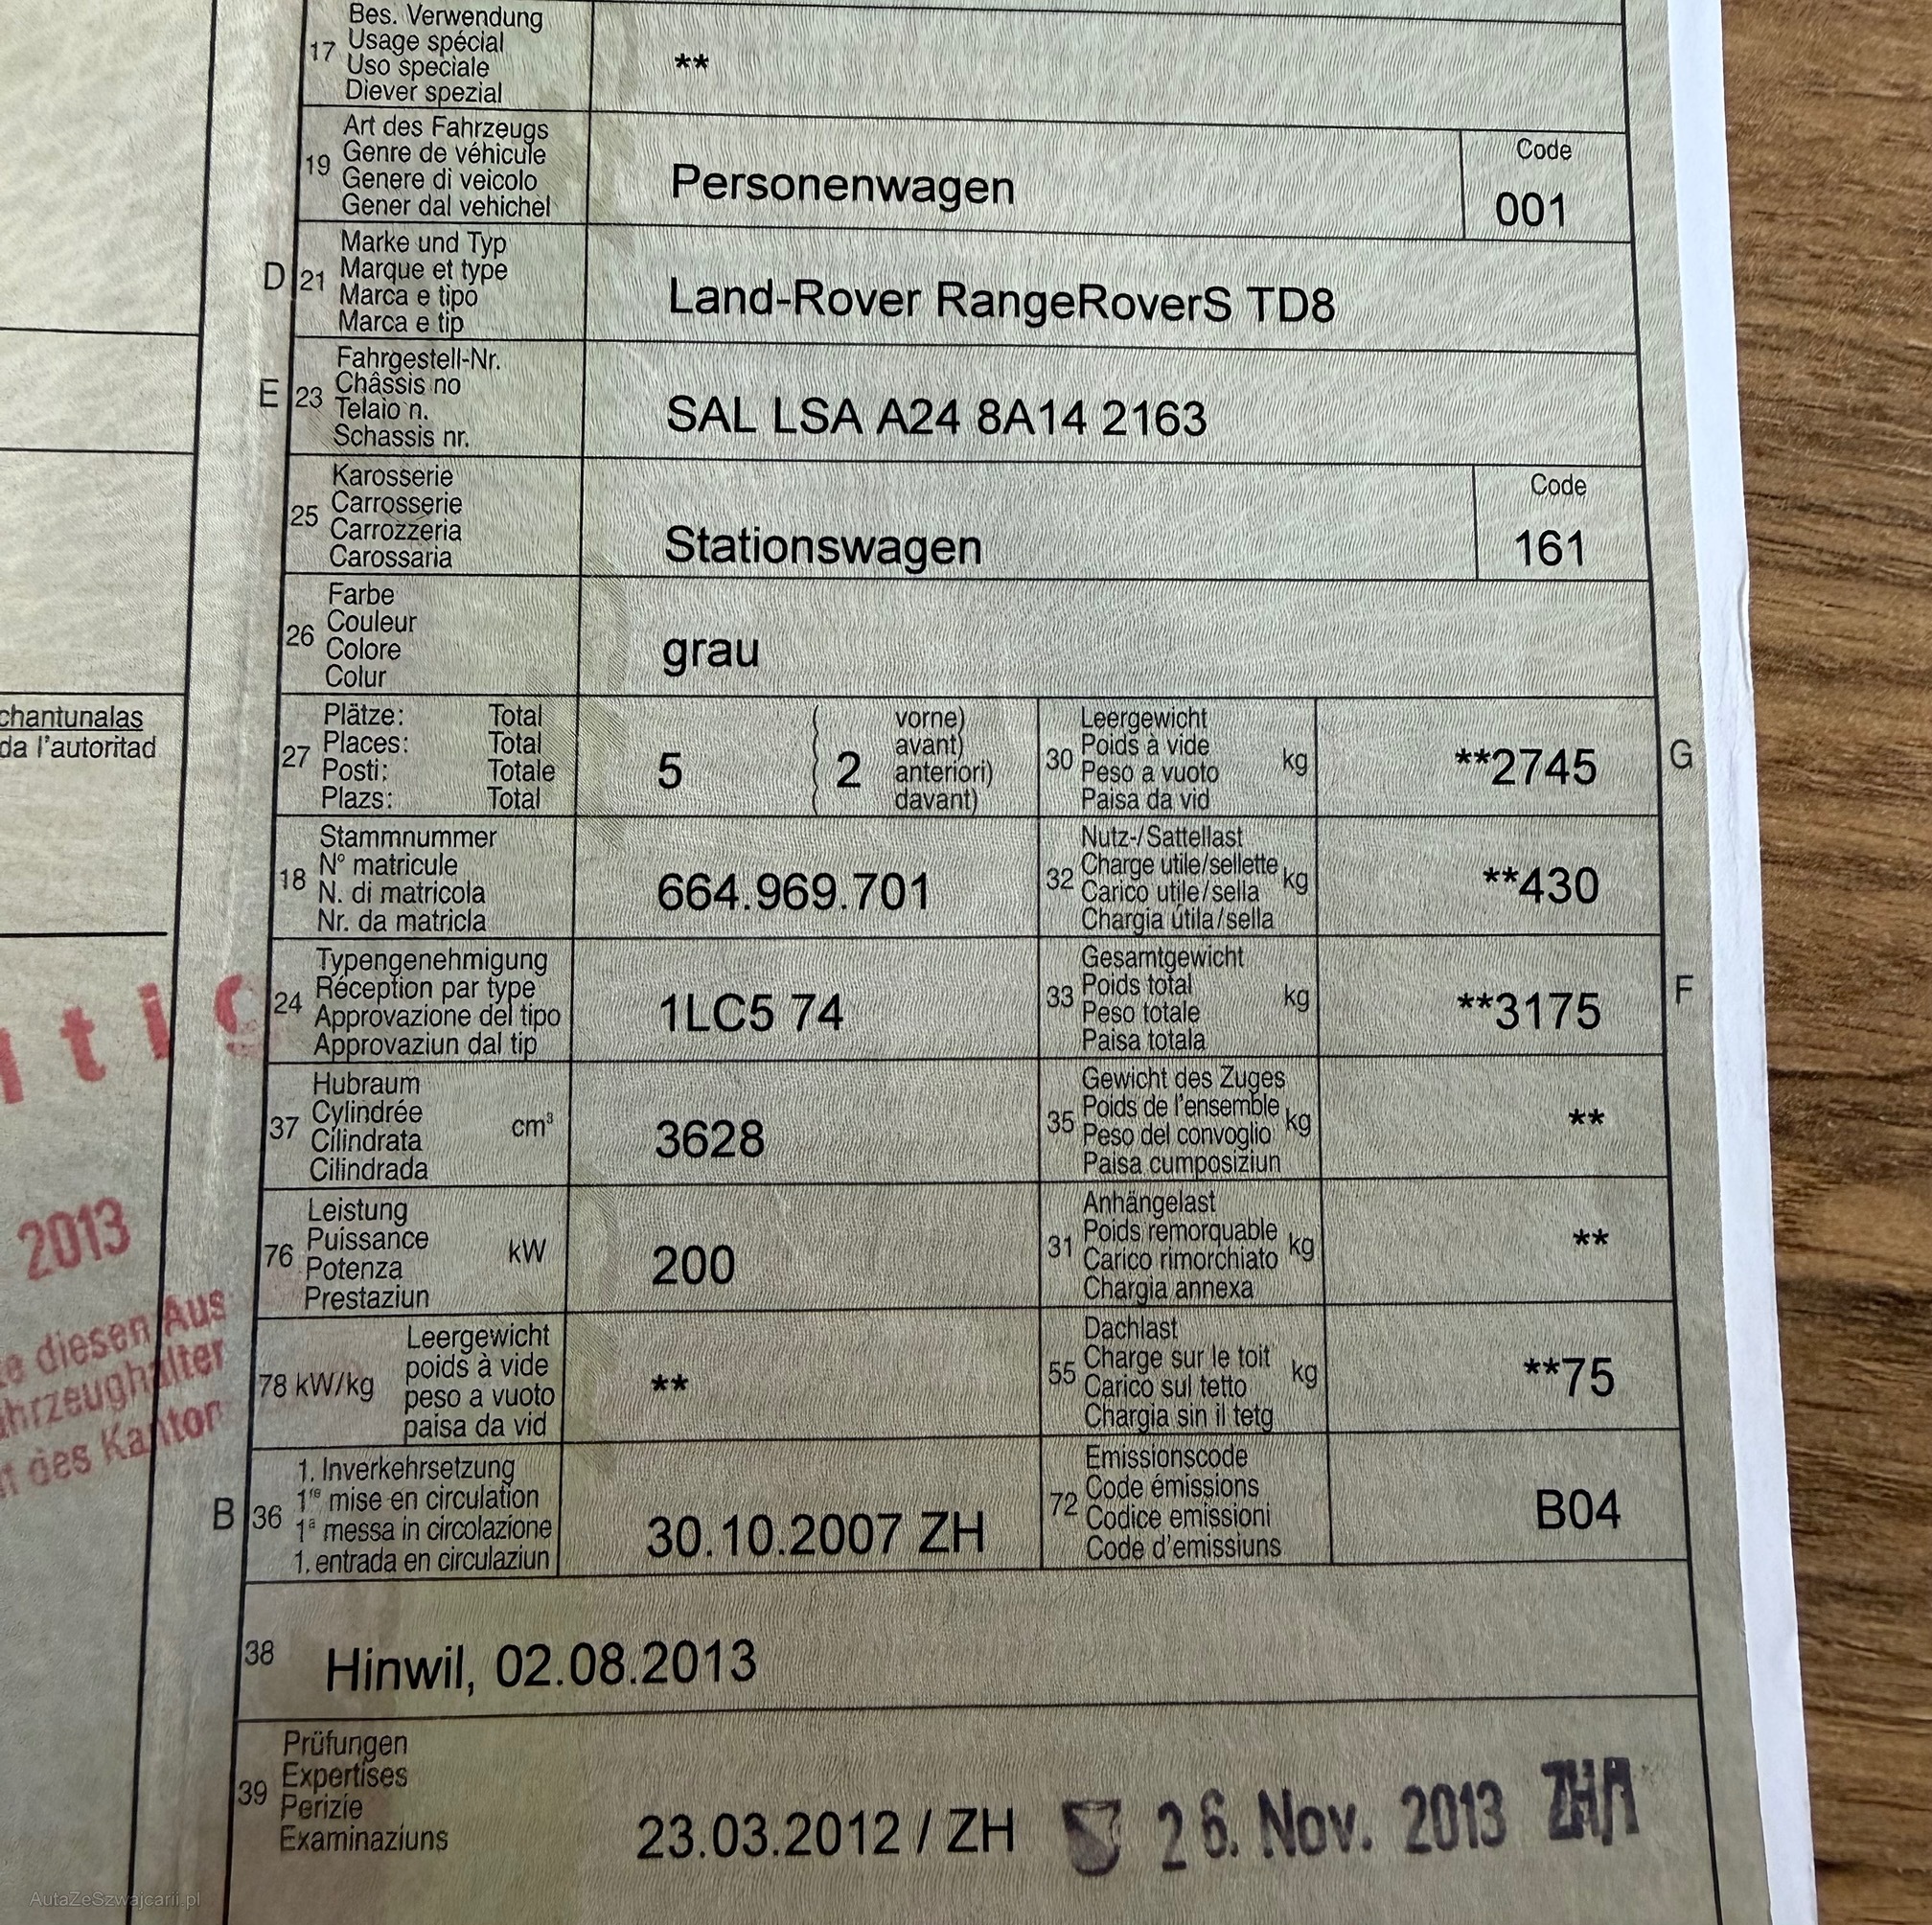 Bes. Verwendung
17 Usage spécial
Uso speciale **
Diever spezial
Art des Fahrzeugs
19 Genre de véhicule
Genere di veicolo
Gener dal vehichel
Personenwagen
Code
001
Marke und Typ
D 21 Marque et type
Marca e tipo
Marca e tip
Land-Rover RangeRoverS TD8
Fahrgestell-Nr.
E 23 Châssis no
Telaio n.
Schassis nr.
SAL LSA A24 8A14 2163
Karosserie
25 Carrosserie
Carrozzeria
Carossaria
Stationswagen
Code
161
Farbe
26 Couleur
Colore
Colur
grau
Plätze: Total
27 Places: Total
Posti: Totale
Plazs: Total
5
2
vorne)
avant)
anteriori)
davant)
Leergewicht
30 Poids à vide kg
Peso a vuoto
Paisa da vid
**2745
G
Stammnummer
18 N° matricule
N. di matricola
Nr. da matricla
664.969.701
Nutz-/Sattellast
32 Charge utile/sellette kg
Carico utile/sella
Chargia útila/sella
**430
Typengenehmigung
24 Réception par type
Approvazione del tipo
Approvaziun dal tip
1LC5 74
Gesamtgewicht
33 Poids total kg
Peso totale
Paisa totala
**3175
F
Hubraum
37 Cylindrée cm³
Cilindrata
Cilindrada
3628
Gewicht des Zuges
35 Poids de l'ensemble kg
Peso del convoglio
Paisa cumposiziun
**
Leistung
76 Puissance kW
Potenza
Prestaziun
200
Anhängelast
31 Poids remorquable kg
Carico rimorchiato
Chargia annexa
**
78 kW/kg
Leergewicht
poids à vide
peso a vuoto
paisa da vid
**
Dachlast
55 Charge sur le toit kg
Carico sul tetto
Chargia sin il tetg
**75
1. Inverkehrsetzung
B 36 1re mise en circulation
1a messa in circolazione
1. entrada en circulaziun
30.10.2007 ZH
Emissionscode
72 Code émissions
Codice emissioni
Code d'emissiuns
B04
38 Hinwil, 02.08.2013
Prüfungen
39 Expertises
Perizie
Examinaziuns
23.03.2012 / ZH
26. Nov. 2013
chantunalas
da l'autoritad
2013
diesen Aus
des Kanton
AutaZeSzwajcarii.pl